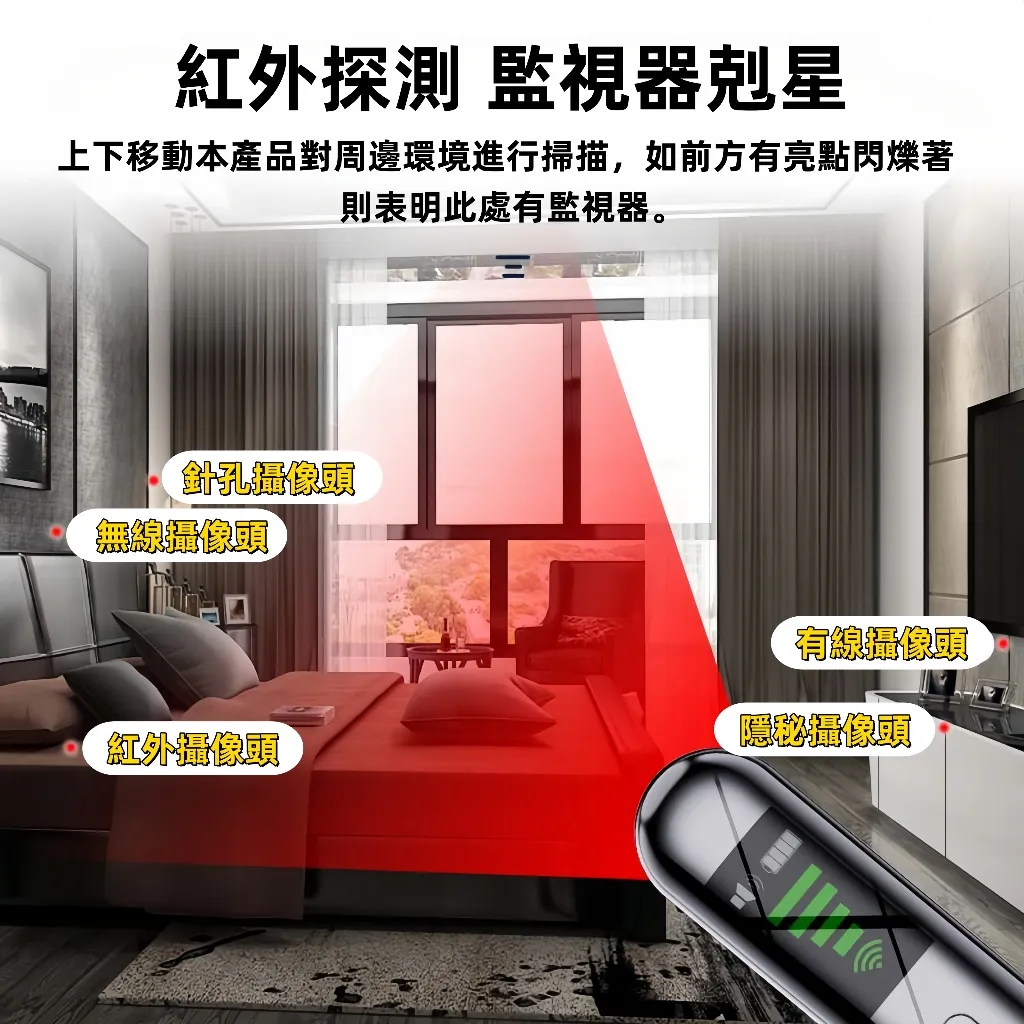 紅外探測 監視器剋星
上下移動本產品對周邊環境進行掃描，如前方有亮點閃爍著
則表明此處有監視器。
針孔攝像頭
無線攝像頭
有線攝像頭
隱秘攝像頭
紅外攝像頭